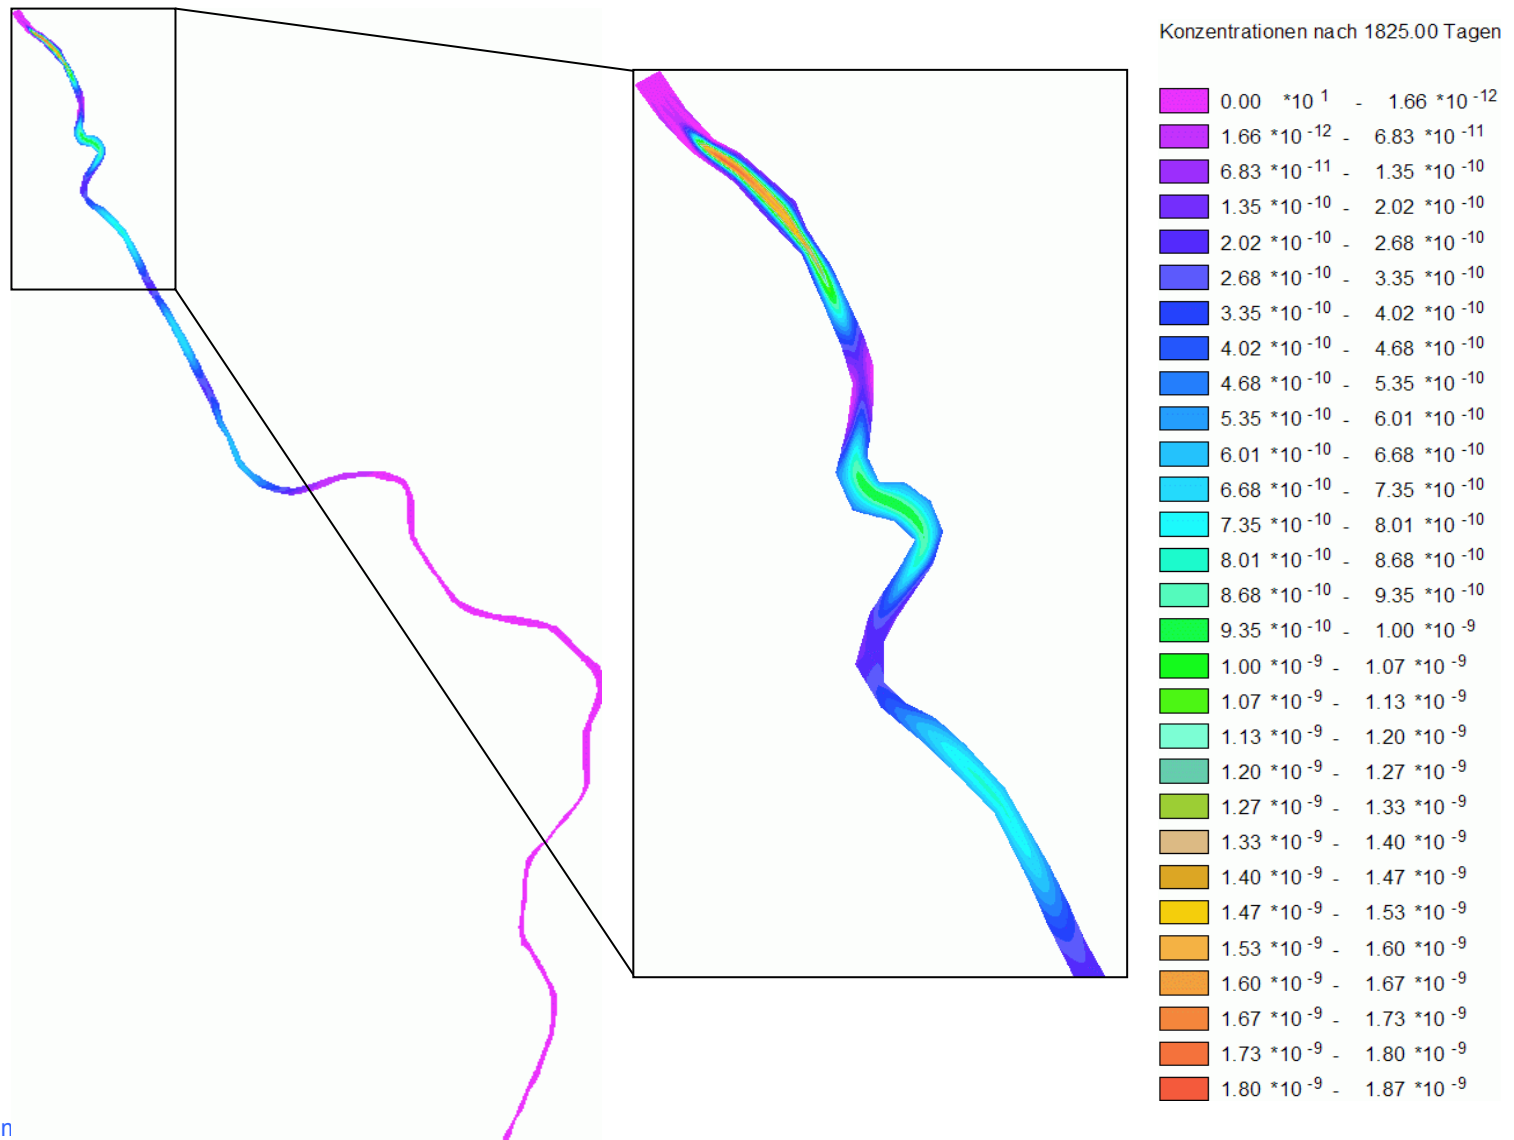 Konzentrationen nach 1825.00 Tagen
0.00 *10 1 - 1.66 *10 -12
1.66 *10 -12 - 6.83 *10 -11
6.83 *10 -11 - 1.35 *10 -10
1.35 *10 -10 - 2.02 *10 -10
2.02 *10 -10 - 2.68 *10 -10
2.68 *10 -10 - 3.35 *10 -10
3.35 *10 -10 - 4.02 *10 -10
4.02 *10 -10 - 4.68 *10 -10
4.68 *10 -10 - 5.35 *10 -10
5.35 *10 -10 - 6.01 *10 -10
6.01 *10 -10 - 6.68 *10 -10
6.68 *10 -10 - 7.35 *10 -10
7.35 *10 -10 - 8.01 *10 -10
8.01 *10 -10 - 8.68 *10 -10
8.68 *10 -10 - 9.35 *10 -10
9.35 *10 -10 - 1.00 *10 -9
1.00 *10 -9 - 1.07 *10 -9
1.07 *10 -9 - 1.13 *10 -9
1.13 *10 -9 - 1.20 *10 -9
1.20 *10 -9 - 1.27 *10 -9
1.27 *10 -9 - 1.33 *10 -9
1.33 *10 -9 - 1.40 *10 -9
1.40 *10 -9 - 1.47 *10 -9
1.47 *10 -9 - 1.53 *10 -9
1.53 *10 -9 - 1.60 *10 -9
1.60 *10 -9 - 1.67 *10 -9
1.67 *10 -9 - 1.73 *10 -9
1.73 *10 -9 - 1.80 *10 -9
1.80 *10 -9 - 1.87 *10 -9
n